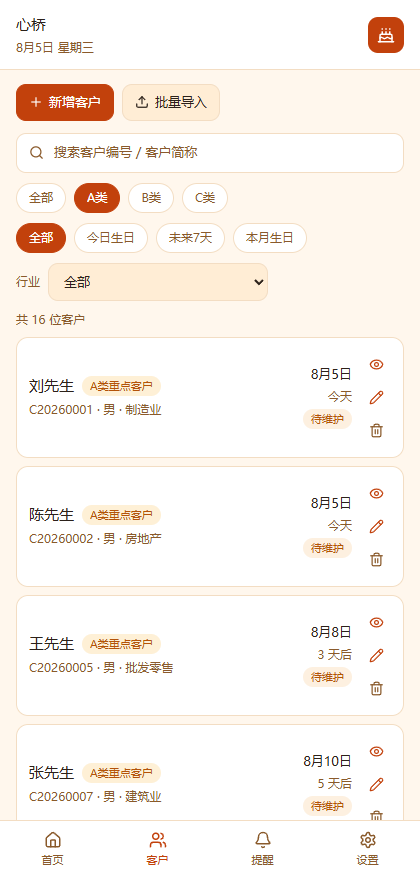 心桥
8月5日 星期三
新增客户 批量导入
搜索客户编号 / 客户简称
全部 A类 B类 C类
全部 今日生日 未来7天 本月生日
行业 全部
共 16 位客户
刘先生 A类重点客户
C20260001 · 男 · 制造业
8月5日
今天
待维护
陈先生 A类重点客户
C20260002 · 男 · 房地产
8月5日
今天
待维护
王先生 A类重点客户
C20260005 · 男 · 批发零售
8月8日
3 天后
待维护
张先生 A类重点客户
C20260007 · 男 · 建筑业
8月10日
5 天后
待维护
首页 客户 提醒 设置